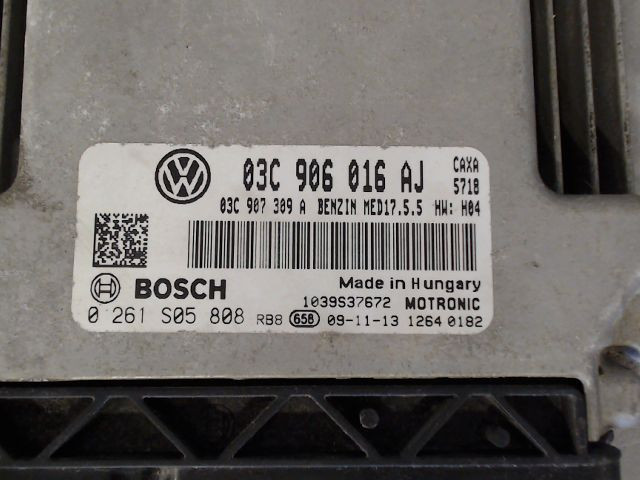 03C 906 016 AJ CAXA
5718
03C 907 309 A BENZIN MED17.5.5 HW: H04
BOSCH Made in Hungary
1039S37672 MOTRONIC
0 261 S05 808 RB8 658 09-11-13 1264 0182